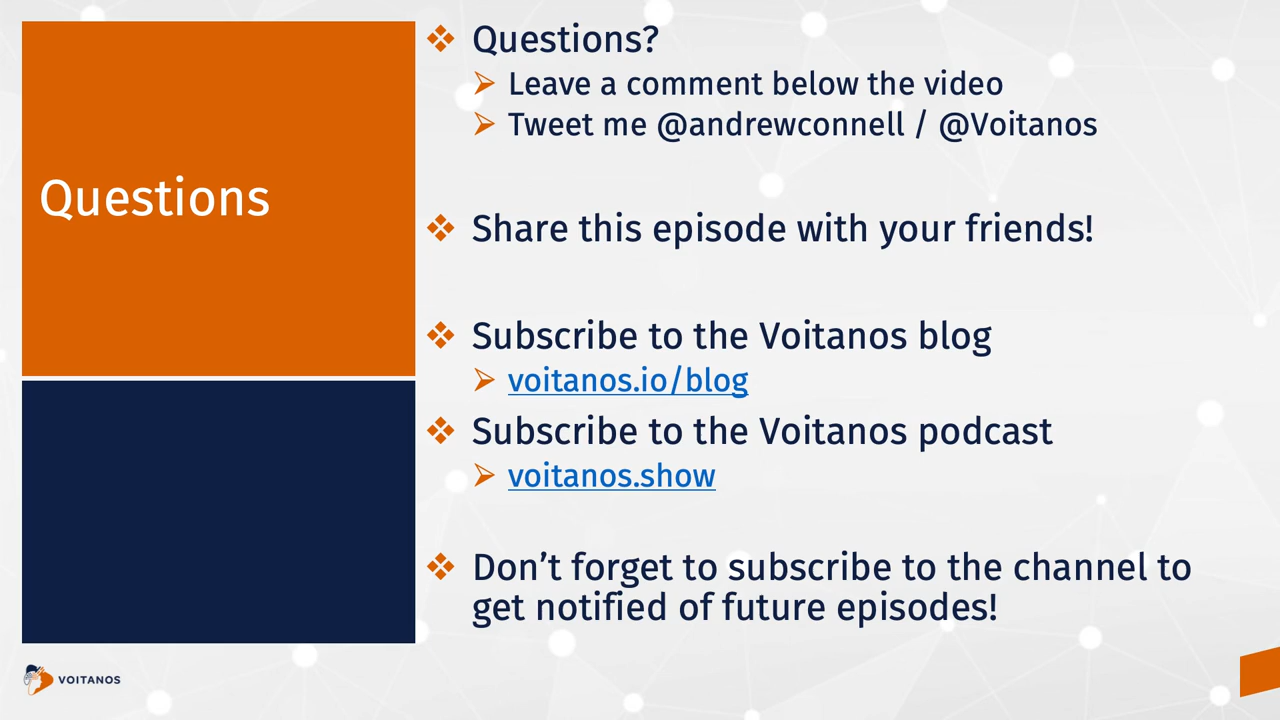 Questions
Questions?
Leave a comment below the video
Tweet me @andrewconnell / @Voitanos
Share this episode with your friends!
Subscribe to the Voitanos blog
voitanos.io/blog
Subscribe to the Voitanos podcast
voitanos.show
Don’t forget to subscribe to the channel to
get notified of future episodes!
VOITANOS